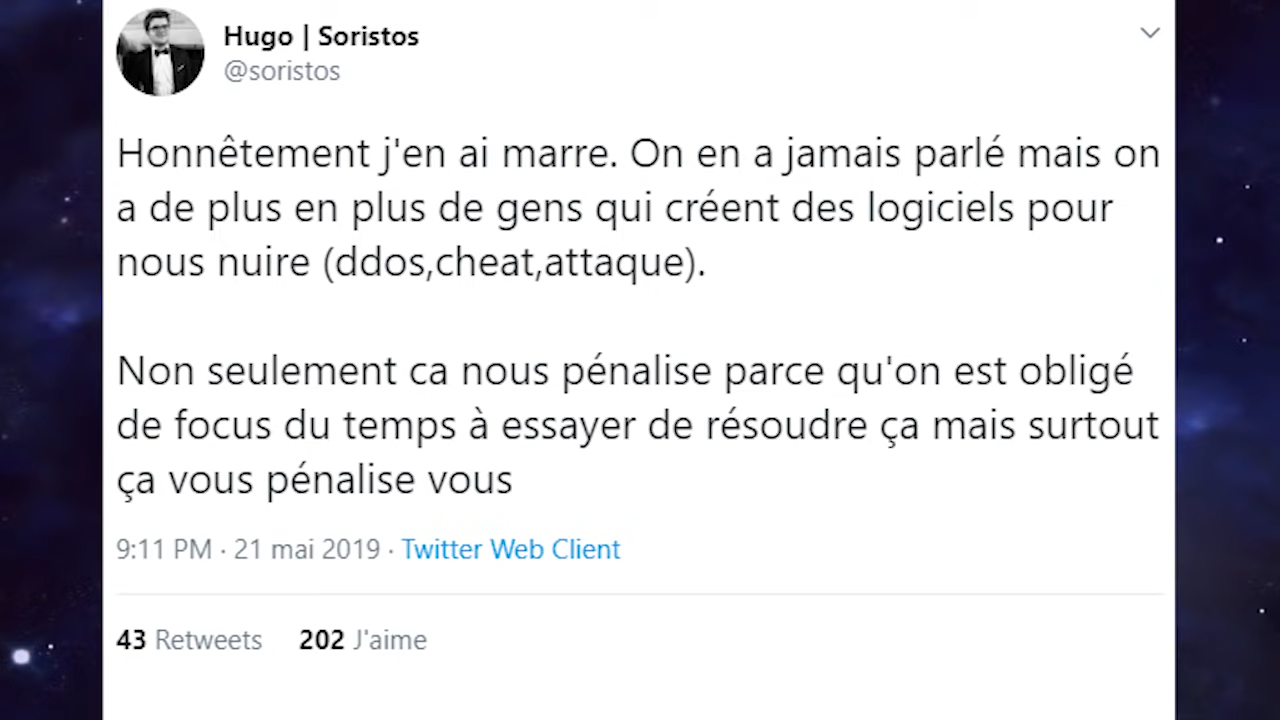 Hugo | Soristos
@soristos
Honnêtement j'en ai marre. On en a jamais parlé mais on
a de plus en plus de gens qui créent des logiciels pour
nous nuire (ddos,cheat,attaque).
Non seulement ca nous pénalise parce qu'on est obligé
de focus du temps à essayer de résoudre ça mais surtout
ça vous pénalise vous
9:11 PM · 21 mai 2019 · Twitter Web Client
43 Retweets 202 J'aime